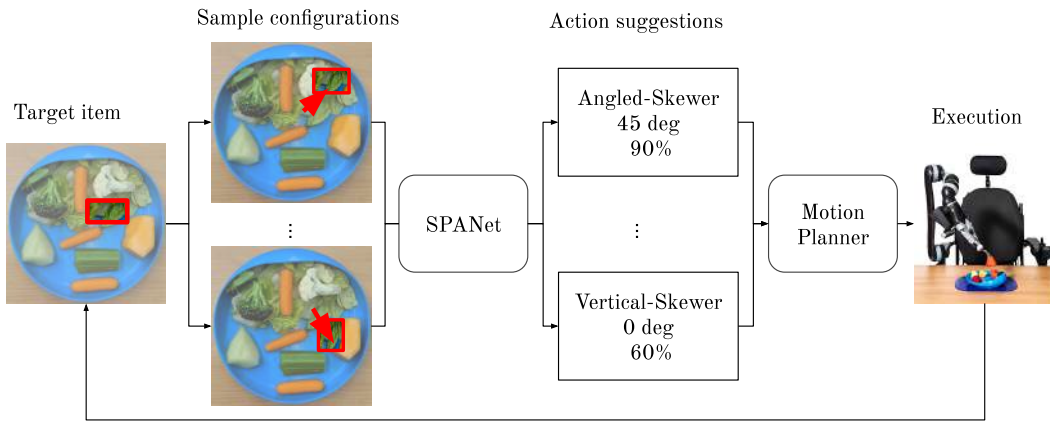 Sample configurations
Action suggestions
Target item
Angled-Skewer
45 deg
90%
Execution
SPANet
Motion
Planner
Vertical-Skewer
0 deg
60%